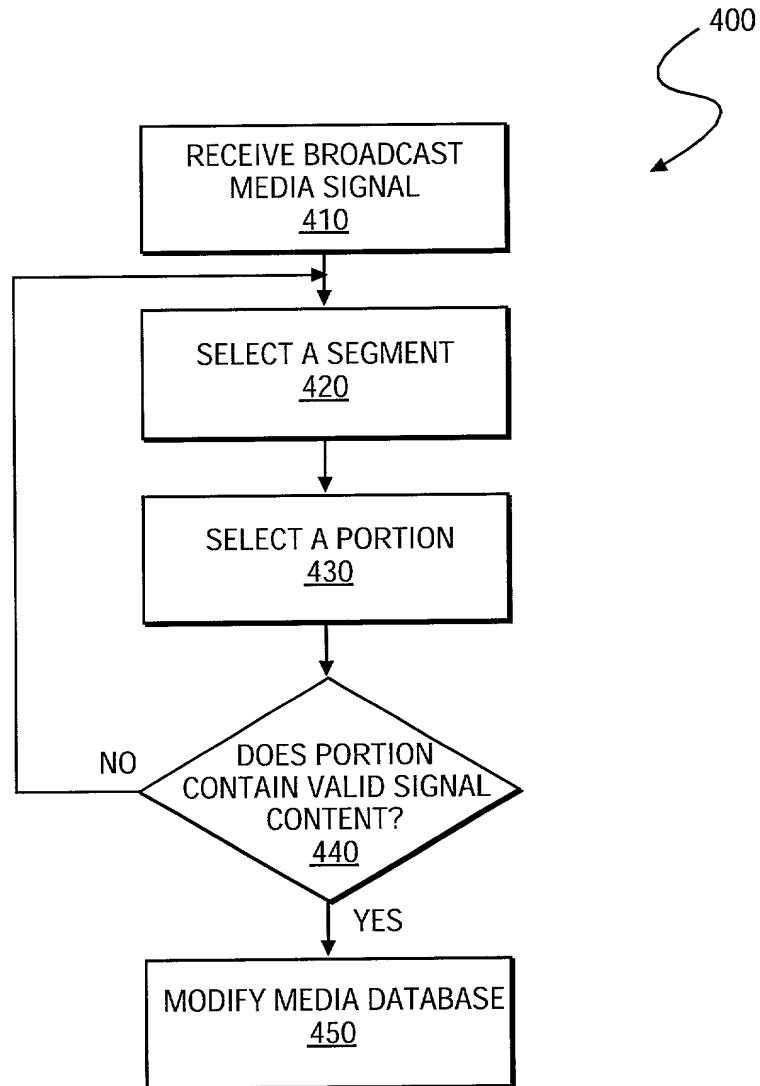 400
RECEIVE BROADCAST
MEDIA SIGNAL
410
SELECT A SEGMENT
420
SELECT A PORTION
430
NO
DOES PORTION
CONTAIN VALID SIGNAL
CONTENT?
440
YES
MODIFY MEDIA DATABASE
450